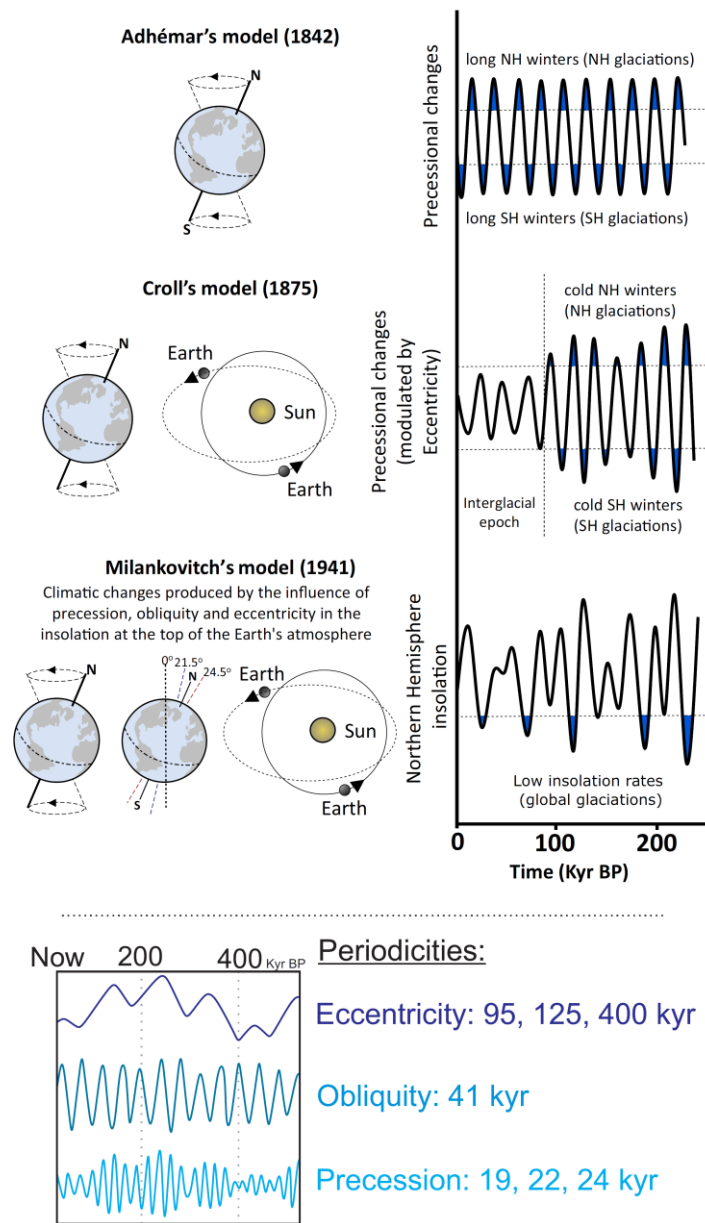 Adhémar's model (1842)
N
S
Precessional changes
long NH winters (NH glaciations)
long SH winters (SH glaciations)
Croll's model (1875)
N
Earth
Sun
Earth
Precessional changes
(modulated by
Eccentricity)
cold NH winters
(NH glaciations)
Interglacial
epoch
cold SH winters
(SH glaciations)
Milankovitch's model (1941)
Climatic changes produced by the influence of
precession, obliquity and eccentricity in the
insolation at the top of the Earth's atmosphere
N
0º
21.5º
N
24.5º
S
Earth
Sun
Earth
Northern Hemisphere
insolation
Low insolation rates
(global glaciations)
0 100 200
Time (Kyr BP)
Now 200 400 Kyr BP
Periodicities:
Eccentricity: 95, 125, 400 kyr
Obliquity: 41 kyr
Precession: 19, 22, 24 kyr